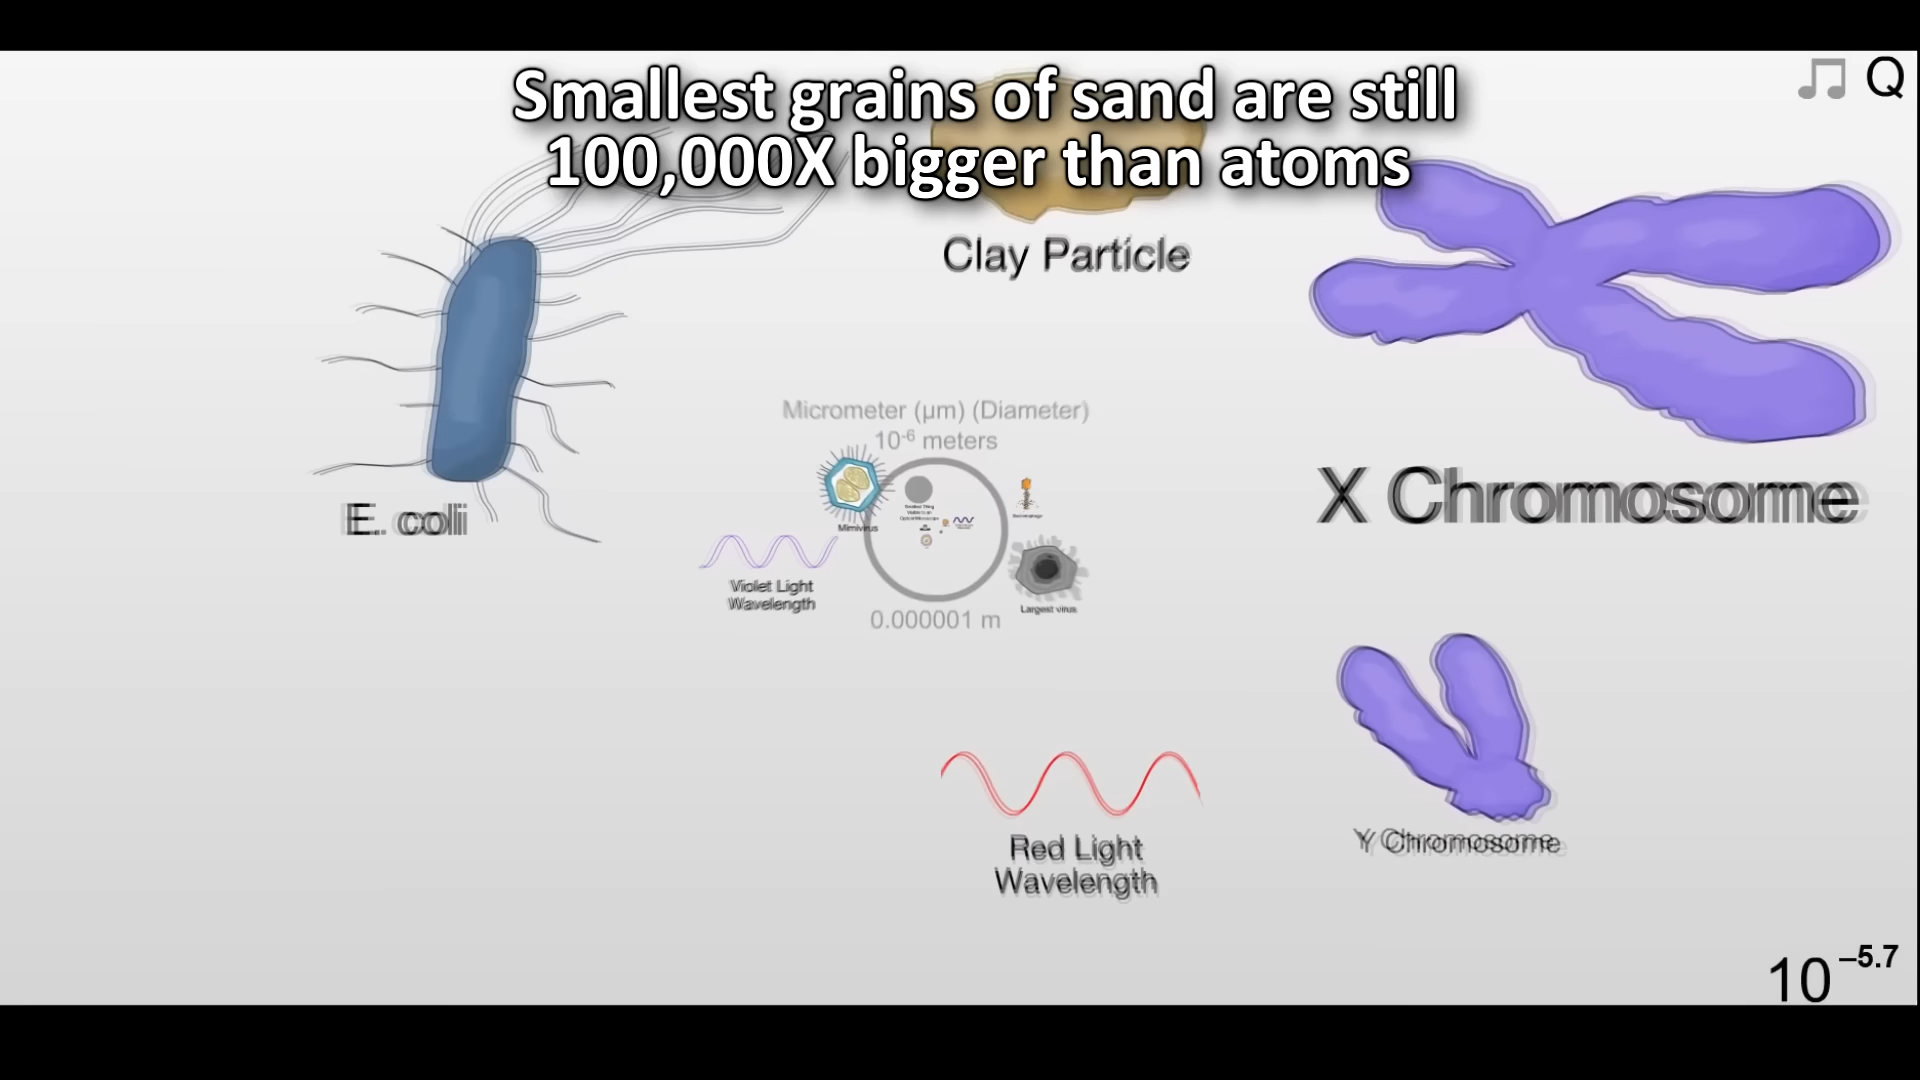 Smallest grains of sand are still
100,000X bigger than atoms
Q
Clay Particle
Micrometer (μm) (Diameter)
10⁻⁶ meters
E. coli
X Chromosome
Mimivirus
Violet Light
Wavelength
0.000001 m
Largest virus
Red Light
Wavelength
Y Chromosome
10⁻⁵·⁷